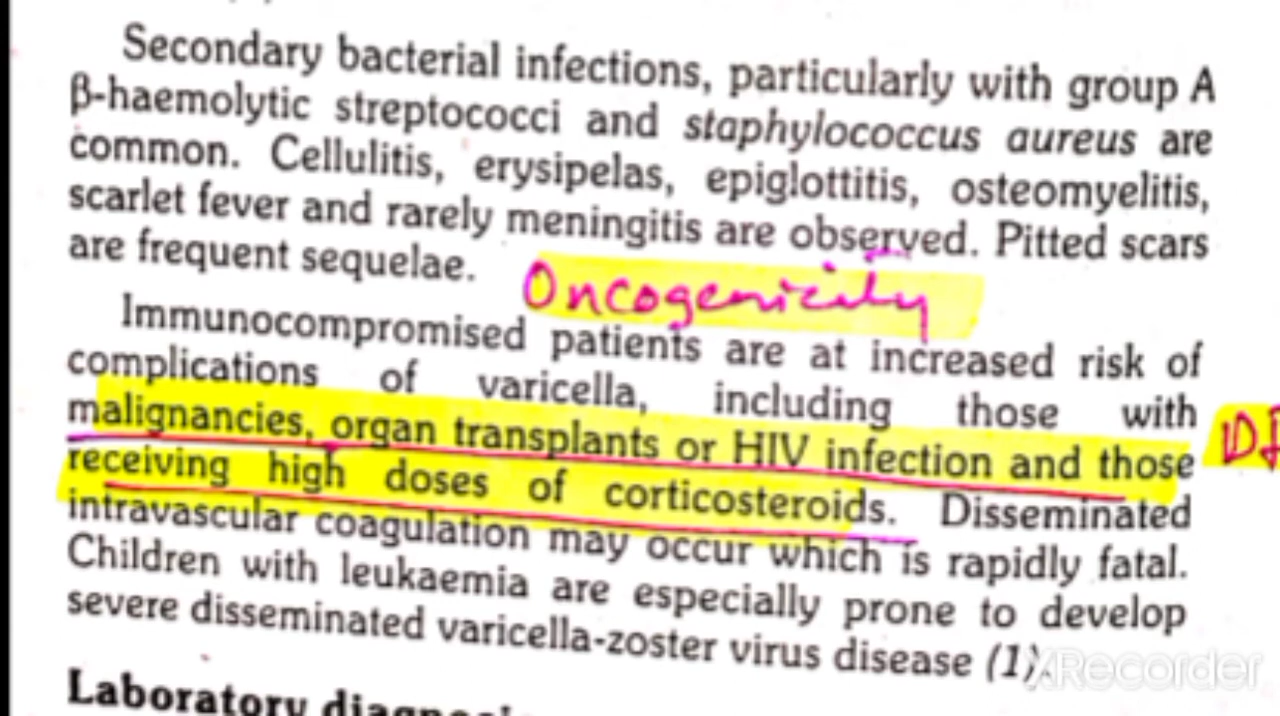 Secondary bacterial infections, particularly with group A
β-haemolytic streptococci and staphylococcus aureus are
common. Cellulitis, erysipelas, epiglottitis, osteomyelitis,
scarlet fever and rarely meningitis are observed. Pitted scars
are frequent sequelae.
Oncogenicity
Immunocompromised patients are at increased risk of
complications of varicella, including those with
malignancies, organ transplants or HIV infection and those
receiving high doses of corticosteroids. Disseminated
intravascular coagulation may occur which is rapidly fatal.
Children with leukaemia are especially prone to develop
severe disseminated varicella-zoster virus disease (1).
XRecorder
Laboratory